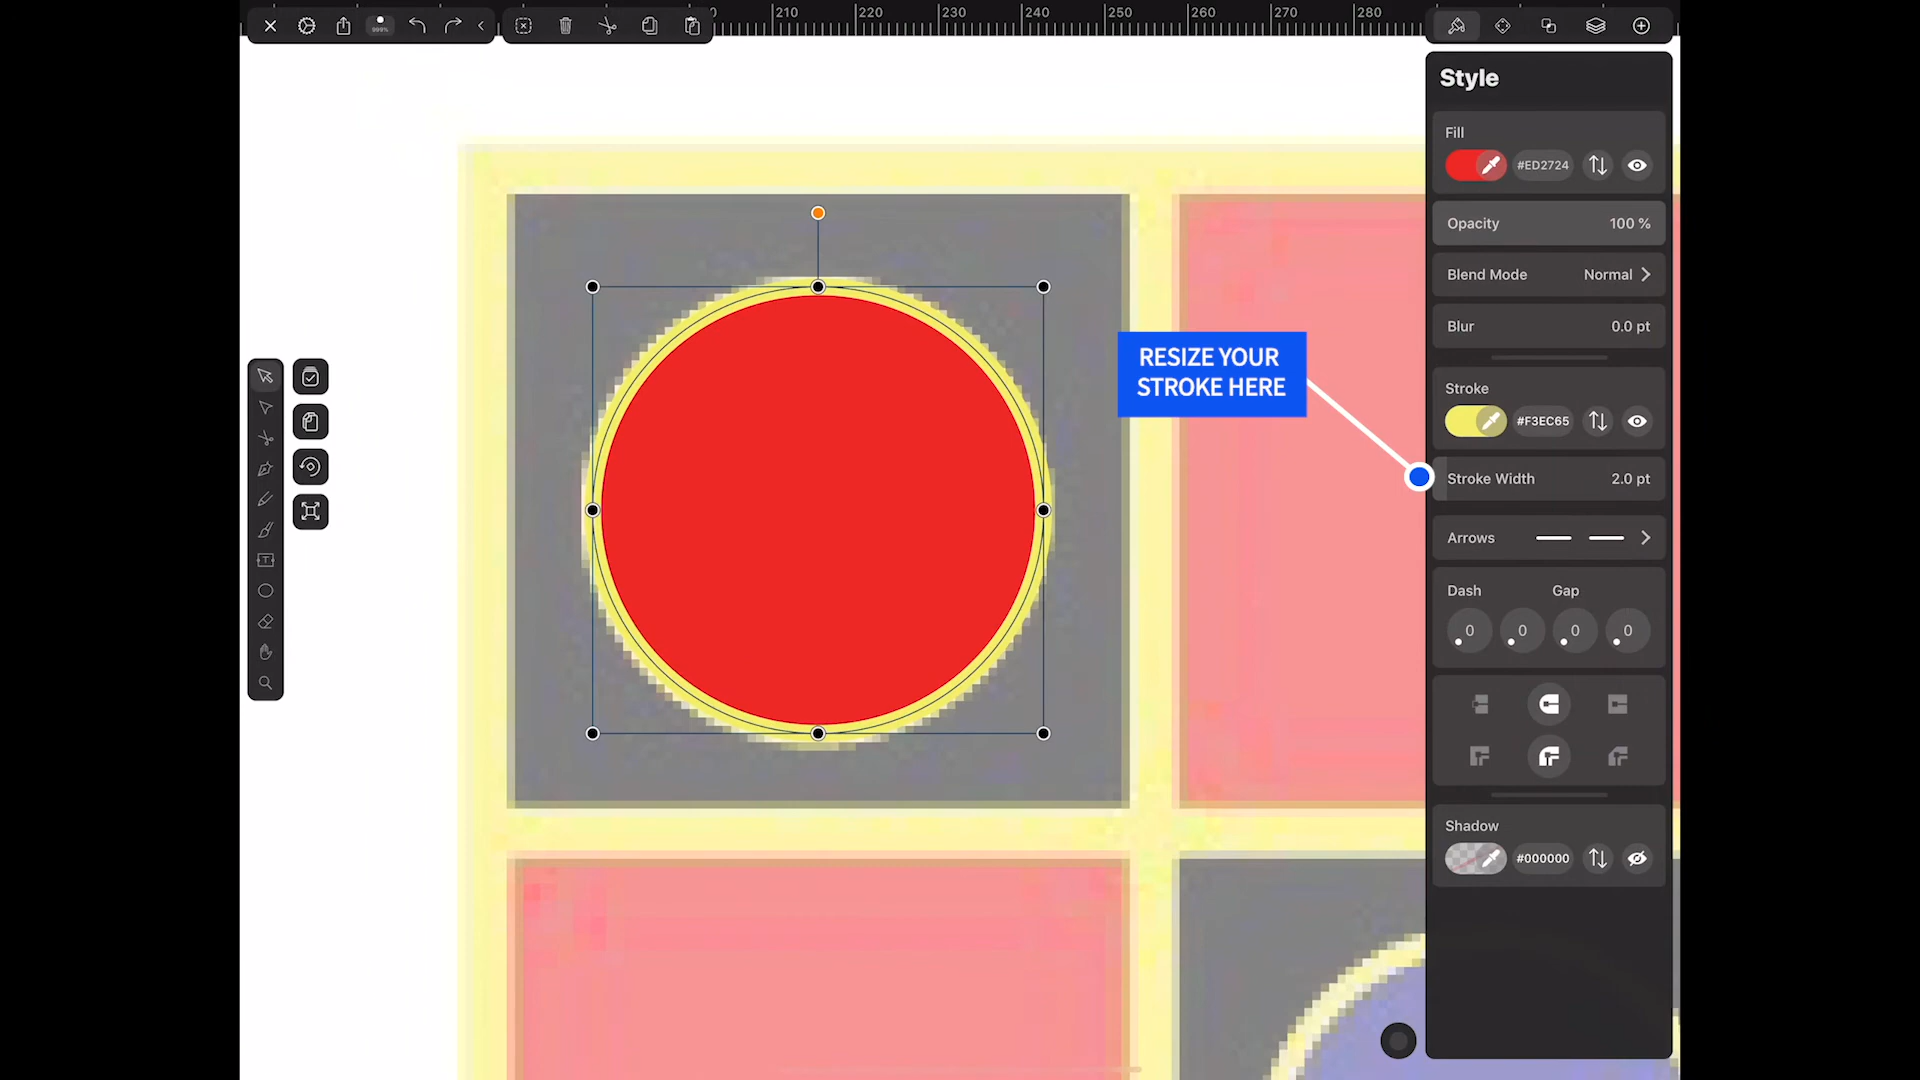 999%
210
220
230
240
250
260
270
280
Style
Fill
#ED2724
Opacity 100 %
Blend Mode Normal
Blur 0.0 pt
RESIZE YOUR
STROKE HERE
Stroke
#F3EC65
Stroke Width 2.0 pt
Arrows
Dash Gap
0 0 0 0
Shadow
#000000